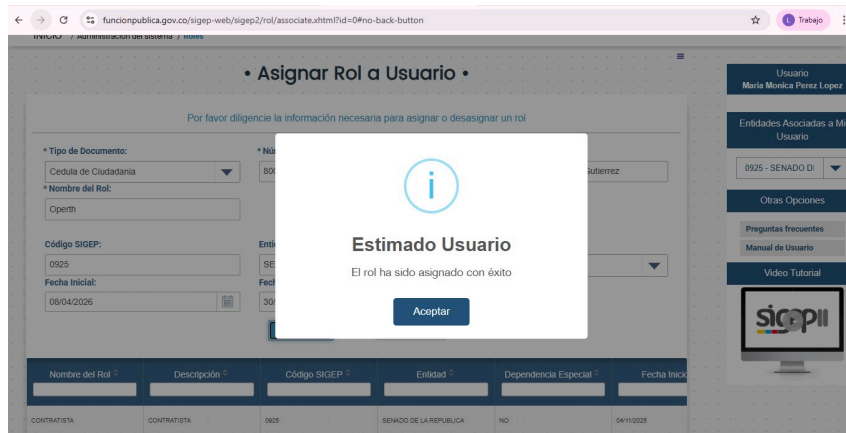 funcionpublica.gov.co/sigep-web/sigep2/rol/associate.xhtml?id=0#no-back-button
Trabajo
INICIO / Administración del sistema / Roles
• Asignar Rol a Usuario •
Por favor diligencie la información necesaria para asignar o desasignar un rol
* Tipo de Documento:
Cedula de Ciudadania
* Nombre del Rol:
Operth
Código SIGEP:
0925
Fecha Inicial:
08/04/2026
Estimado Usuario
El rol ha sido asignado con éxito
Aceptar
Nombre del Rol Descripción Código SIGEP Entidad Dependencia Especial Fecha Inicio
CONTRATISTA CONTRATISTA 0925 SENADO DE LA REPUBLICA NO 04/11/2025
Usuario
Maria Monica Perez Lopez
Entidades Asociadas a Mi
Usuario
0925 - SENADO D
Otras Opciones
Preguntas frecuentes
Manual de Usuario
Video Tutorial
sigepII